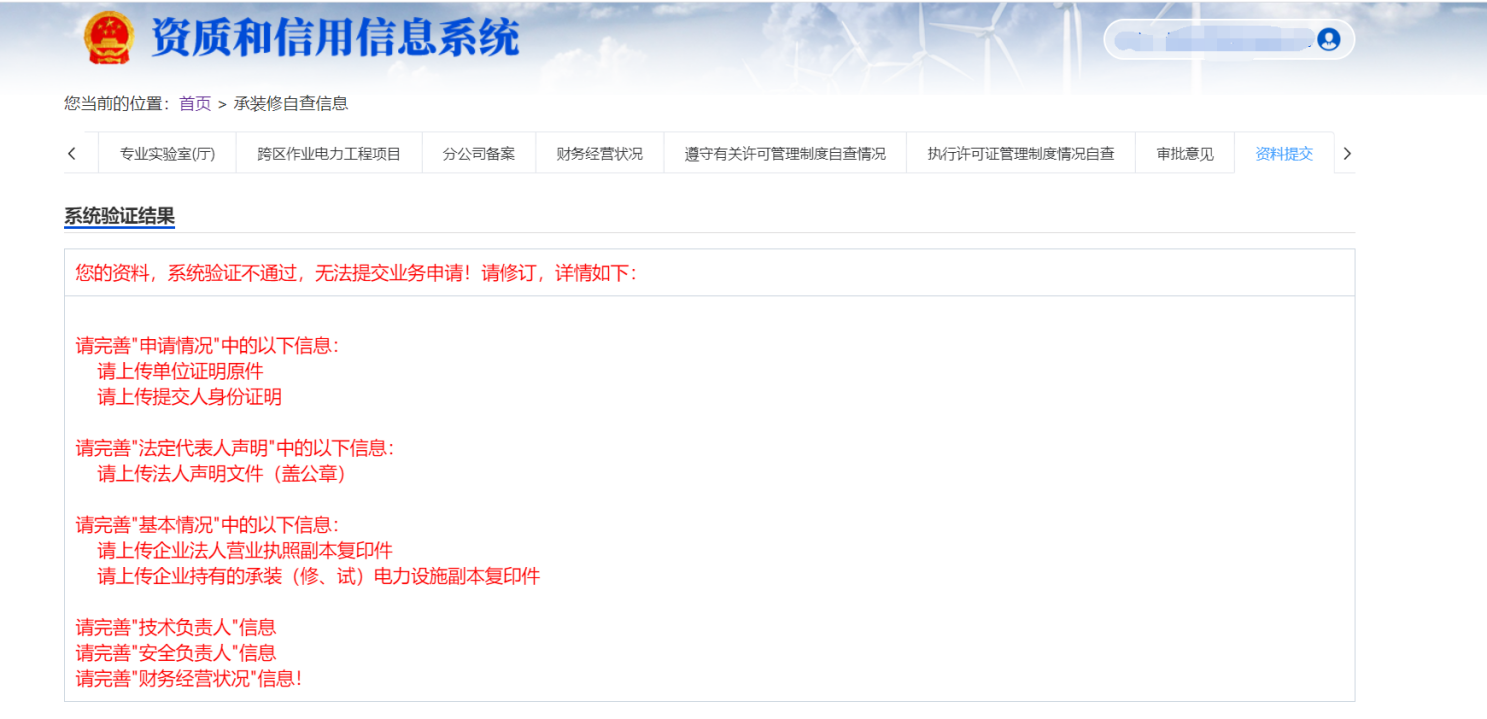 资质和信用信息系统
您当前的位置：首页 > 承装修自查信息
专业实验室(厅) 跨区作业电力工程项目 分公司备案 财务经营状况 遵守有关许可管理制度自查情况 执行许可证管理制度情况自查 审批意见 资料提交
系统验证结果
您的资料，系统验证不通过，无法提交业务申请！请修订，详情如下：
请完善"申请情况"中的以下信息：
请上传单位证明原件
请上传提交人身份证明
请完善"法定代表人声明"中的以下信息：
请上传法人声明文件（盖公章）
请完善"基本情况"中的以下信息：
请上传企业法人营业执照副本复印件
请上传企业持有的承装（修、试）电力设施副本复印件
请完善"技术负责人"信息
请完善"安全负责人"信息
请完善"财务经营状况"信息！